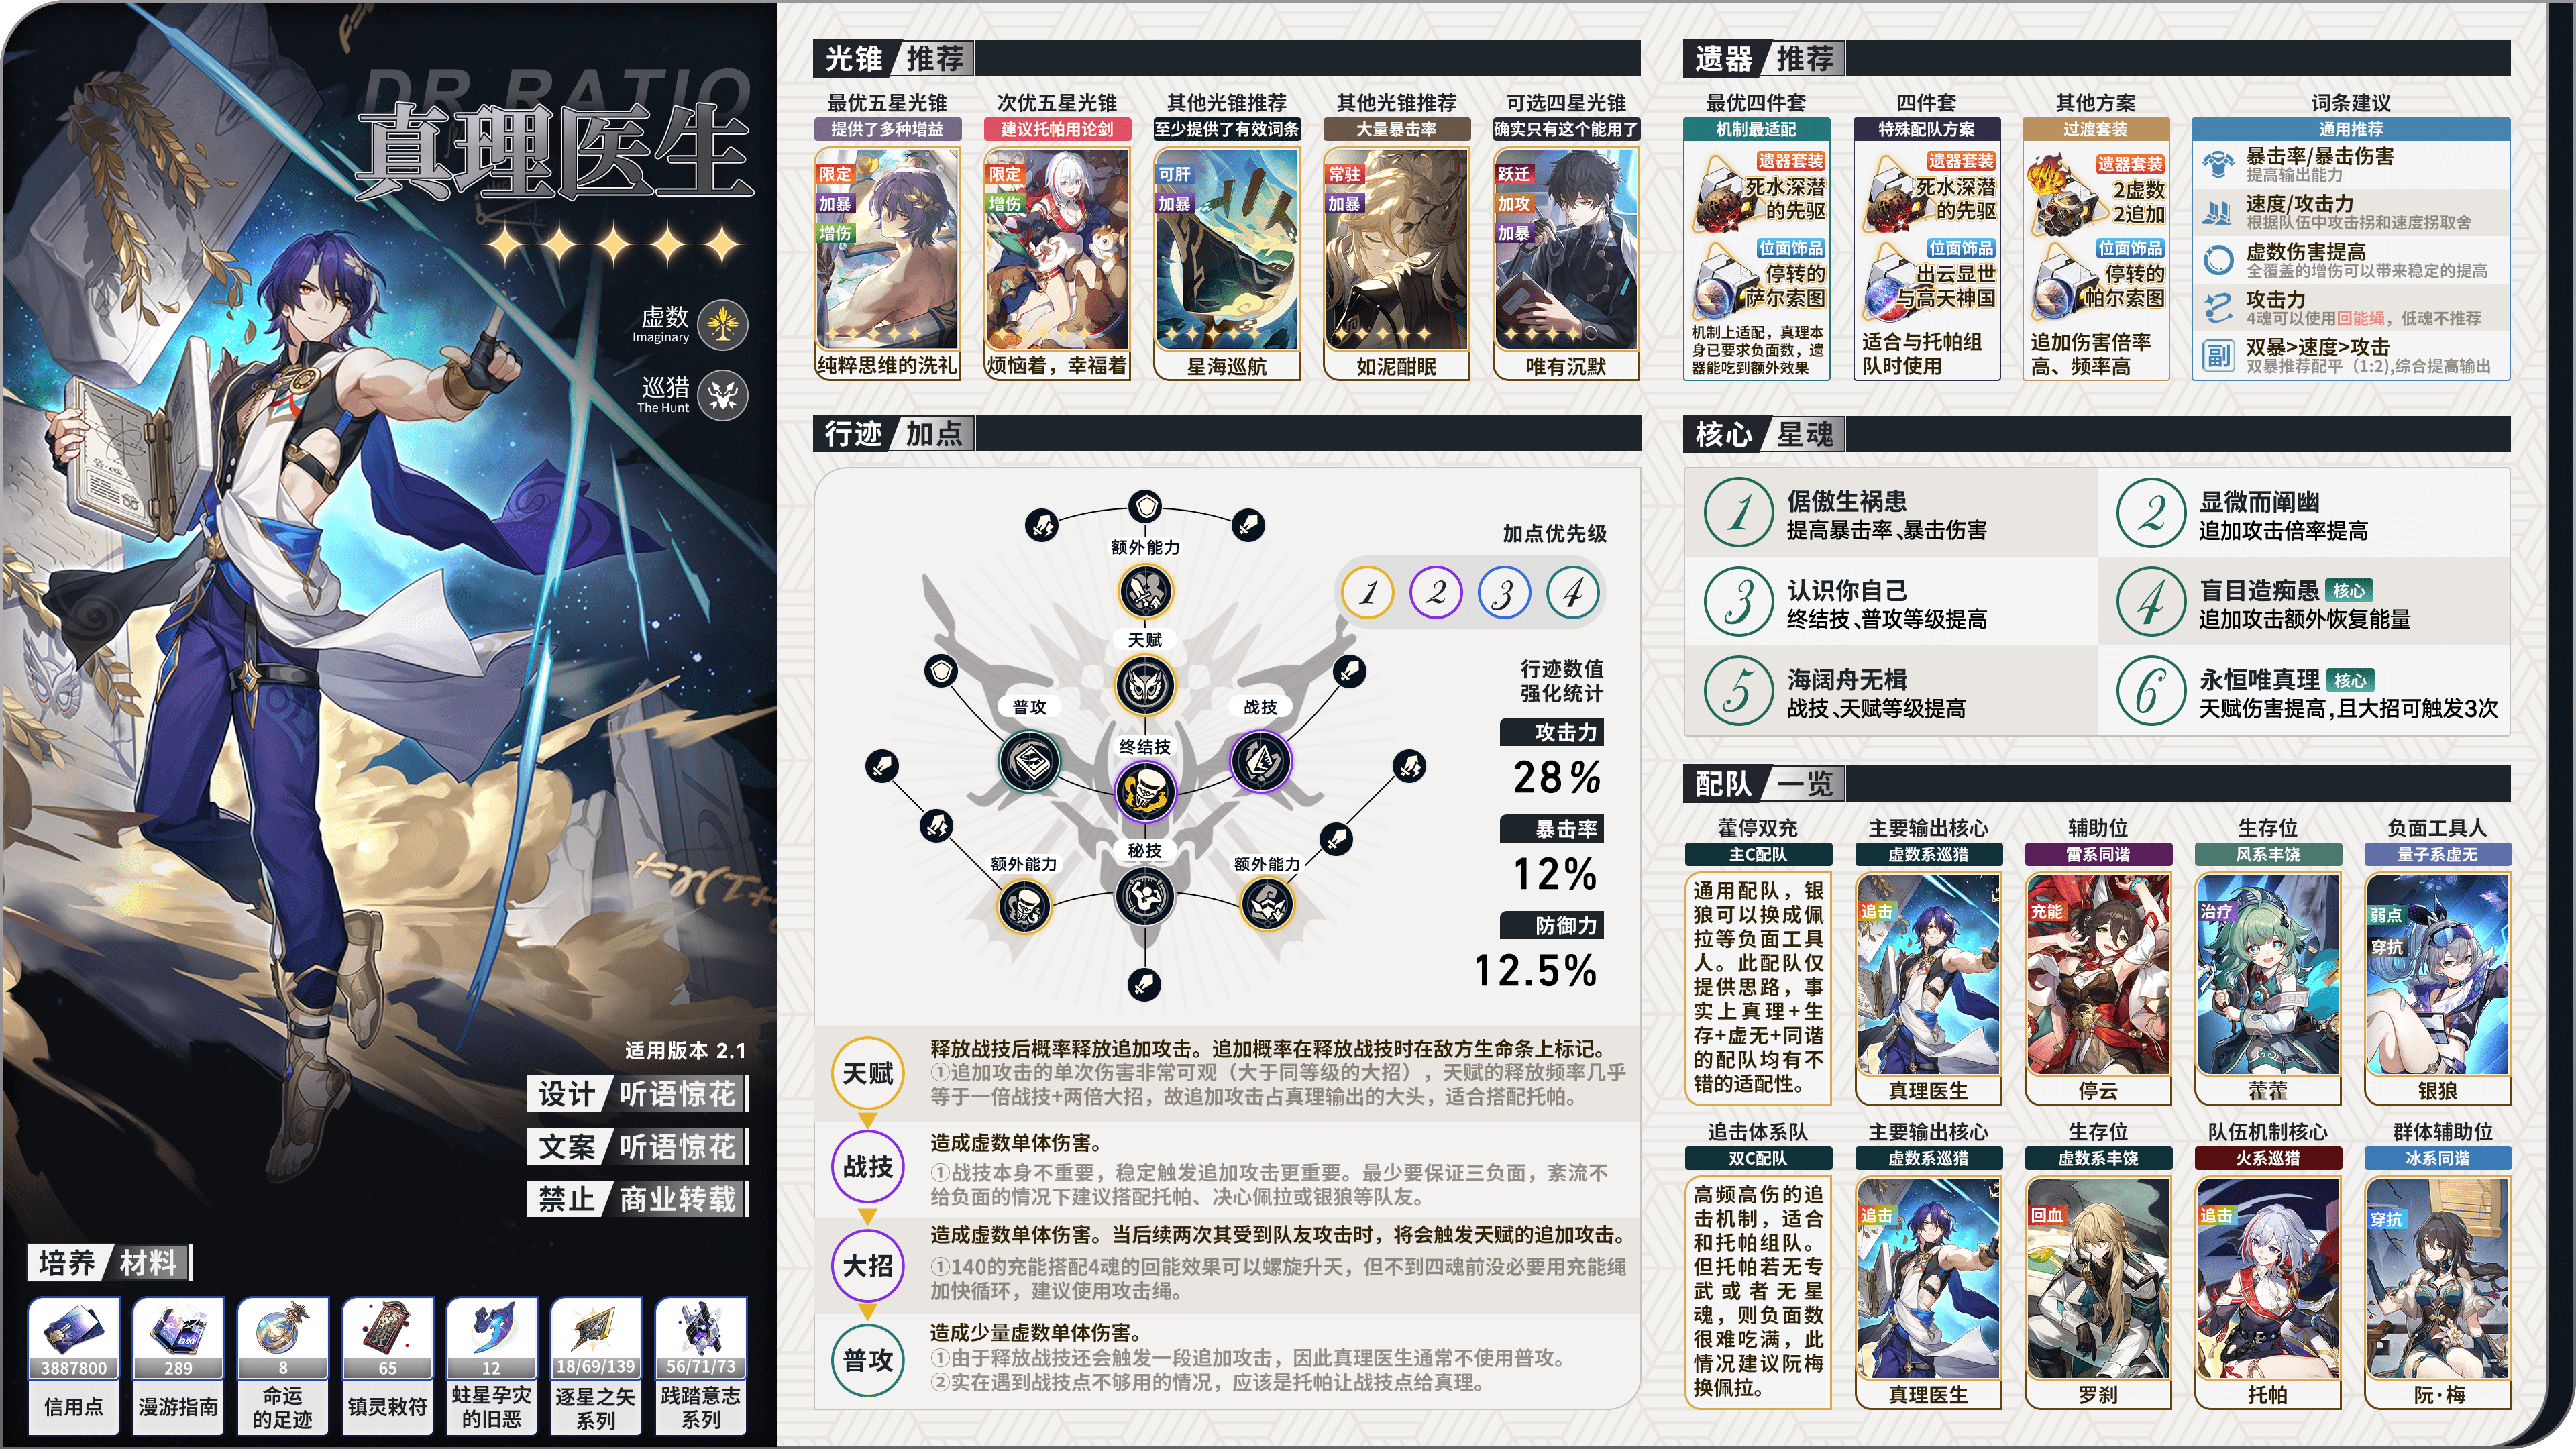 DR RATIO
真理医生
虚数
Imaginary
巡猎
The Hunt
适用版本 2.1
设计 听语惊花
文案 听语惊花
禁止 商业转载
培养 材料
3887800
信用点
289
漫游指南
8
命运
的足迹
65
镇灵敕符
12
蛀星孕灾
的旧恶
18/69/139
逐星之矢
系列
56/71/73
践踏意志
系列
光锥 推荐
最优五星光锥
提供了多种增益
限定
加暴
增伤
纯粹思维的洗礼
次优五星光锥
建议托帕用论剑
限定
增伤
烦恼着，幸福着
其他光锥推荐
至少提供了有效词条
可肝
加暴
星海巡航
其他光锥推荐
大量暴击率
常驻
加暴
如泥酣眠
可选四星光锥
确实只有这个能用了
跃迁
加攻
加暴
唯有沉默
行迹 加点
额外能力
天赋
普攻
战技
终结技
秘技
额外能力
额外能力
加点优先级
1 2 3 4
行迹数值
强化统计
攻击力
28%
暴击率
12%
防御力
12.5%
天赋
释放战技后概率释放追加攻击。追加概率在释放战技时在敌方生命条上标记。
①追加攻击的单次伤害非常可观（大于同等级的大招），天赋的释放频率几乎
等于一倍战技+两倍大招，故追加攻击占真理输出的大头，适合搭配托帕。
战技
造成虚数单体伤害。
①战技本身不重要，稳定触发追加攻击更重要。最少要保证三负面，紊流不
给负面的情况下建议搭配托帕、决心佩拉或银狼等队友。
大招
造成虚数单体伤害。当后续两次其受到队友攻击时，将会触发天赋的追加攻击。
①140的充能搭配4魂的回能效果可以螺旋升天，但不到四魂前没必要用充能绳
加快循环，建议使用攻击绳。
普攻
造成少量虚数单体伤害。
①由于释放战技还会触发一段追加攻击，因此真理医生通常不使用普攻。
②实在遇到战技点不够用的情况，应该是托帕让战技点给真理。
遗器 推荐
最优四件套
机制最适配
遗器套装
死水深潜
的先驱
位面饰品
停转的
萨尔索图
机制上适配，真理本
身已要求负面数，遗
器能吃到额外效果
四件套
特殊配队方案
遗器套装
死水深潜
的先驱
位面饰品
出云显世
与高天神国
适合与托帕组
队时使用
其他方案
过渡套装
遗器套装
2虚数
2追加
位面饰品
停转的
帕尔索图
追加伤害倍率
高、频率高
词条建议
通用推荐
暴击率/暴击伤害
提高输出能力
速度/攻击力
根据队伍中攻击拐和速度拐取舍
虚数伤害提高
全覆盖的增伤可以带来稳定的提高
攻击力
4魂可以使用回能绳，低魂不推荐
副
双暴>速度>攻击
双暴推荐配平（1:2),综合提高输出
核心 星魂
1
倨傲生祸患
提高暴击率、暴击伤害
2
显微而阐幽
追加攻击倍率提高
3
认识你自己
终结技、普攻等级提高
4
盲目造痴愚 核心
追加攻击额外恢复能量
5
海阔舟无楫
战技、天赋等级提高
6
永恒唯真理 核心
天赋伤害提高,且大招可触发3次
配队 一览
藿停双充
主C配队
通用配队，银
狼可以换成佩
拉等负面工具
人。此配队仅
提供思路，事
实上真理+生
存+虚无+同谐
的配队均有不
错的适配性。
主要输出核心
虚数系巡猎
追击
真理医生
辅助位
雷系同谐
充能
停云
生存位
风系丰饶
治疗
藿藿
负面工具人
量子系虚无
弱点
穿抗
银狼
追击体系队
双C配队
高频高伤的追
击机制，适合
和托帕组队。
但托帕若无专
武或者无星
魂，则负面数
很难吃满，此
情况建议阮梅
换佩拉。
主要输出核心
虚数系巡猎
追击
真理医生
生存位
虚数系丰饶
回血
罗刹
队伍机制核心
火系巡猎
追击
托帕
群体辅助位
冰系同谐
穿抗
阮·梅